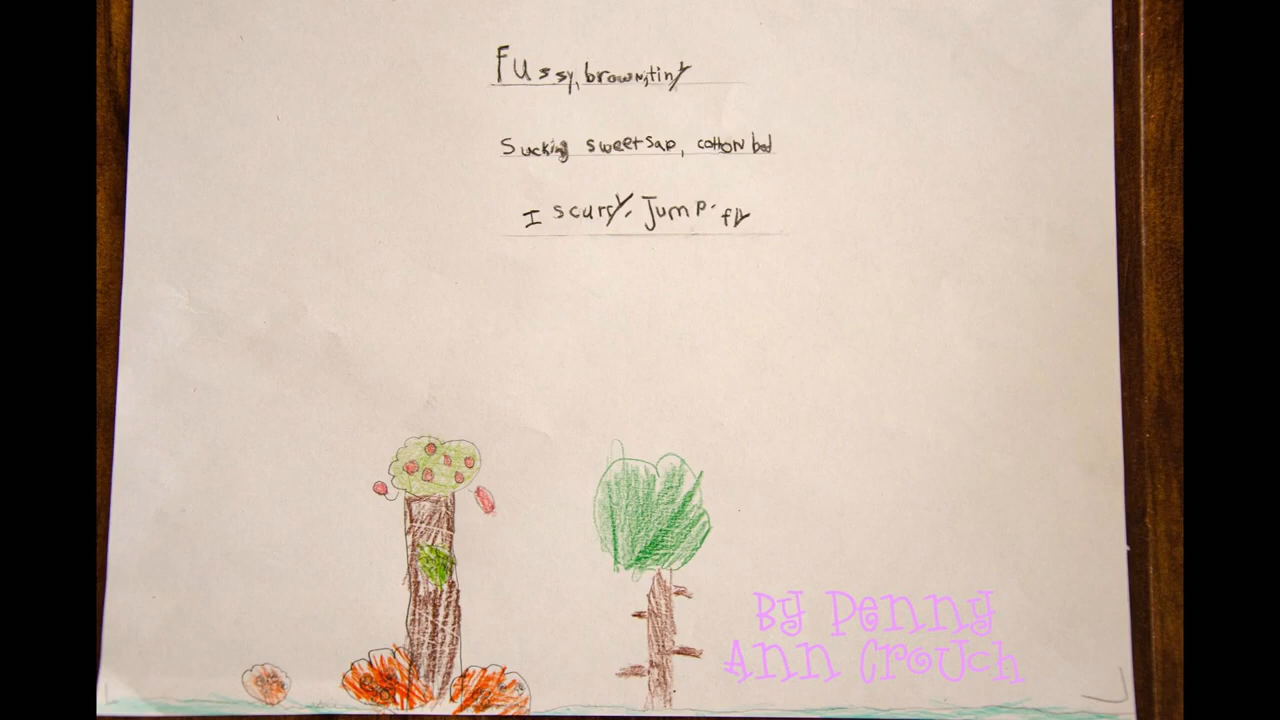 Fussy, brown, tiny
Sucking sweet sap, cotton bed
I scurry. Jump. fly
By Penny
Ann Crouch